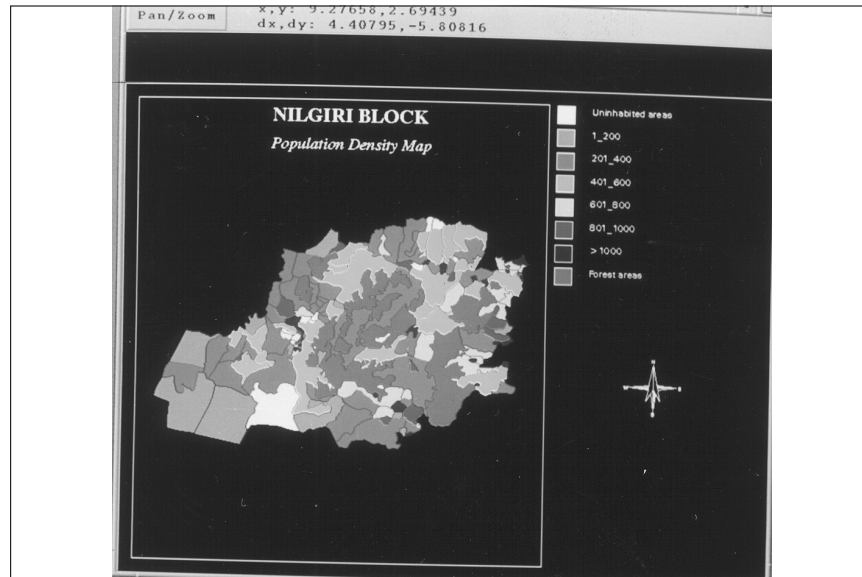 Pan/Zoom
x,y: 9.27658,2.69439
dx,dy: 4.40795,-5.80816
NILGIRI BLOCK
Population Density Map
Uninhabited areas
1_200
201_400
401_600
601_800
801_1000
> 1000
Forest areas